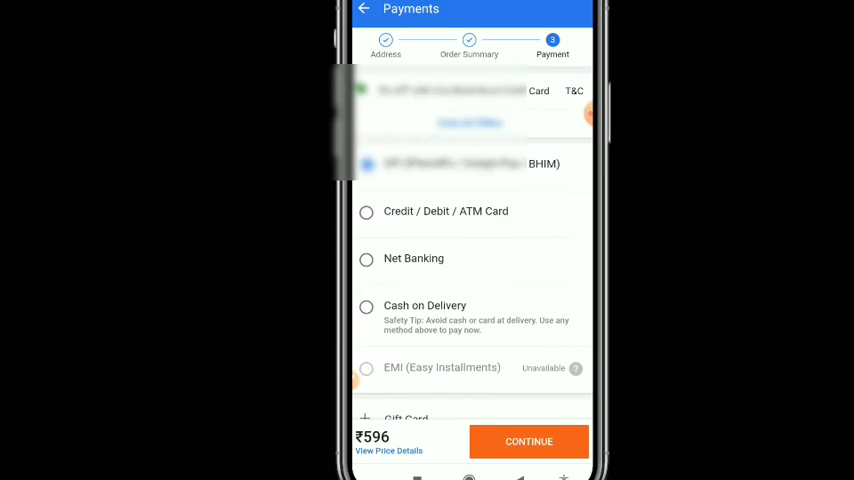 Payments
3
Address
Order Summary
Payment
Card
T&C
BHIM)
Credit / Debit / ATM Card
Net Banking
Cash on Delivery
Safety Tip: Avoid cash or card at delivery. Use any
method above to pay now.
EMI (Easy Installments)
Unavailable ?
Gift Card
₹596
View Price Details
CONTINUE